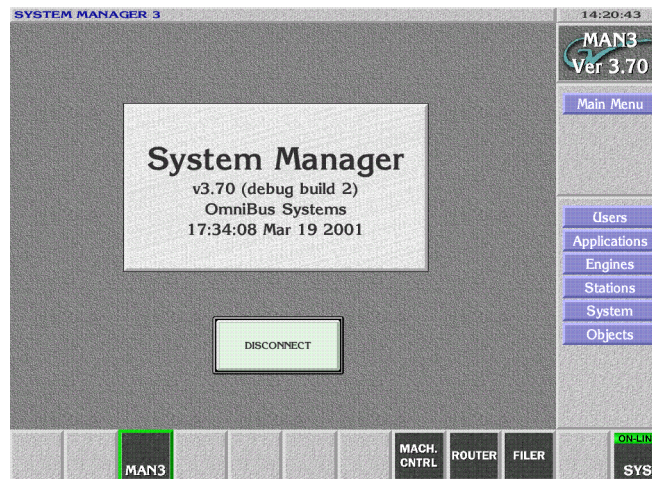 SYSTEM MANAGER 3
14:20:43
MAN3
Ver 3.70
Main Menu
System Manager
v3.70 (debug build 2)
OmniBus Systems
17:34:08 Mar 19 2001
DISCONNECT
Users
Applications
Engines
Stations
System
Objects
MAN3
MACH.
CNTRL
ROUTER
FILER
ON-LIN
SYS